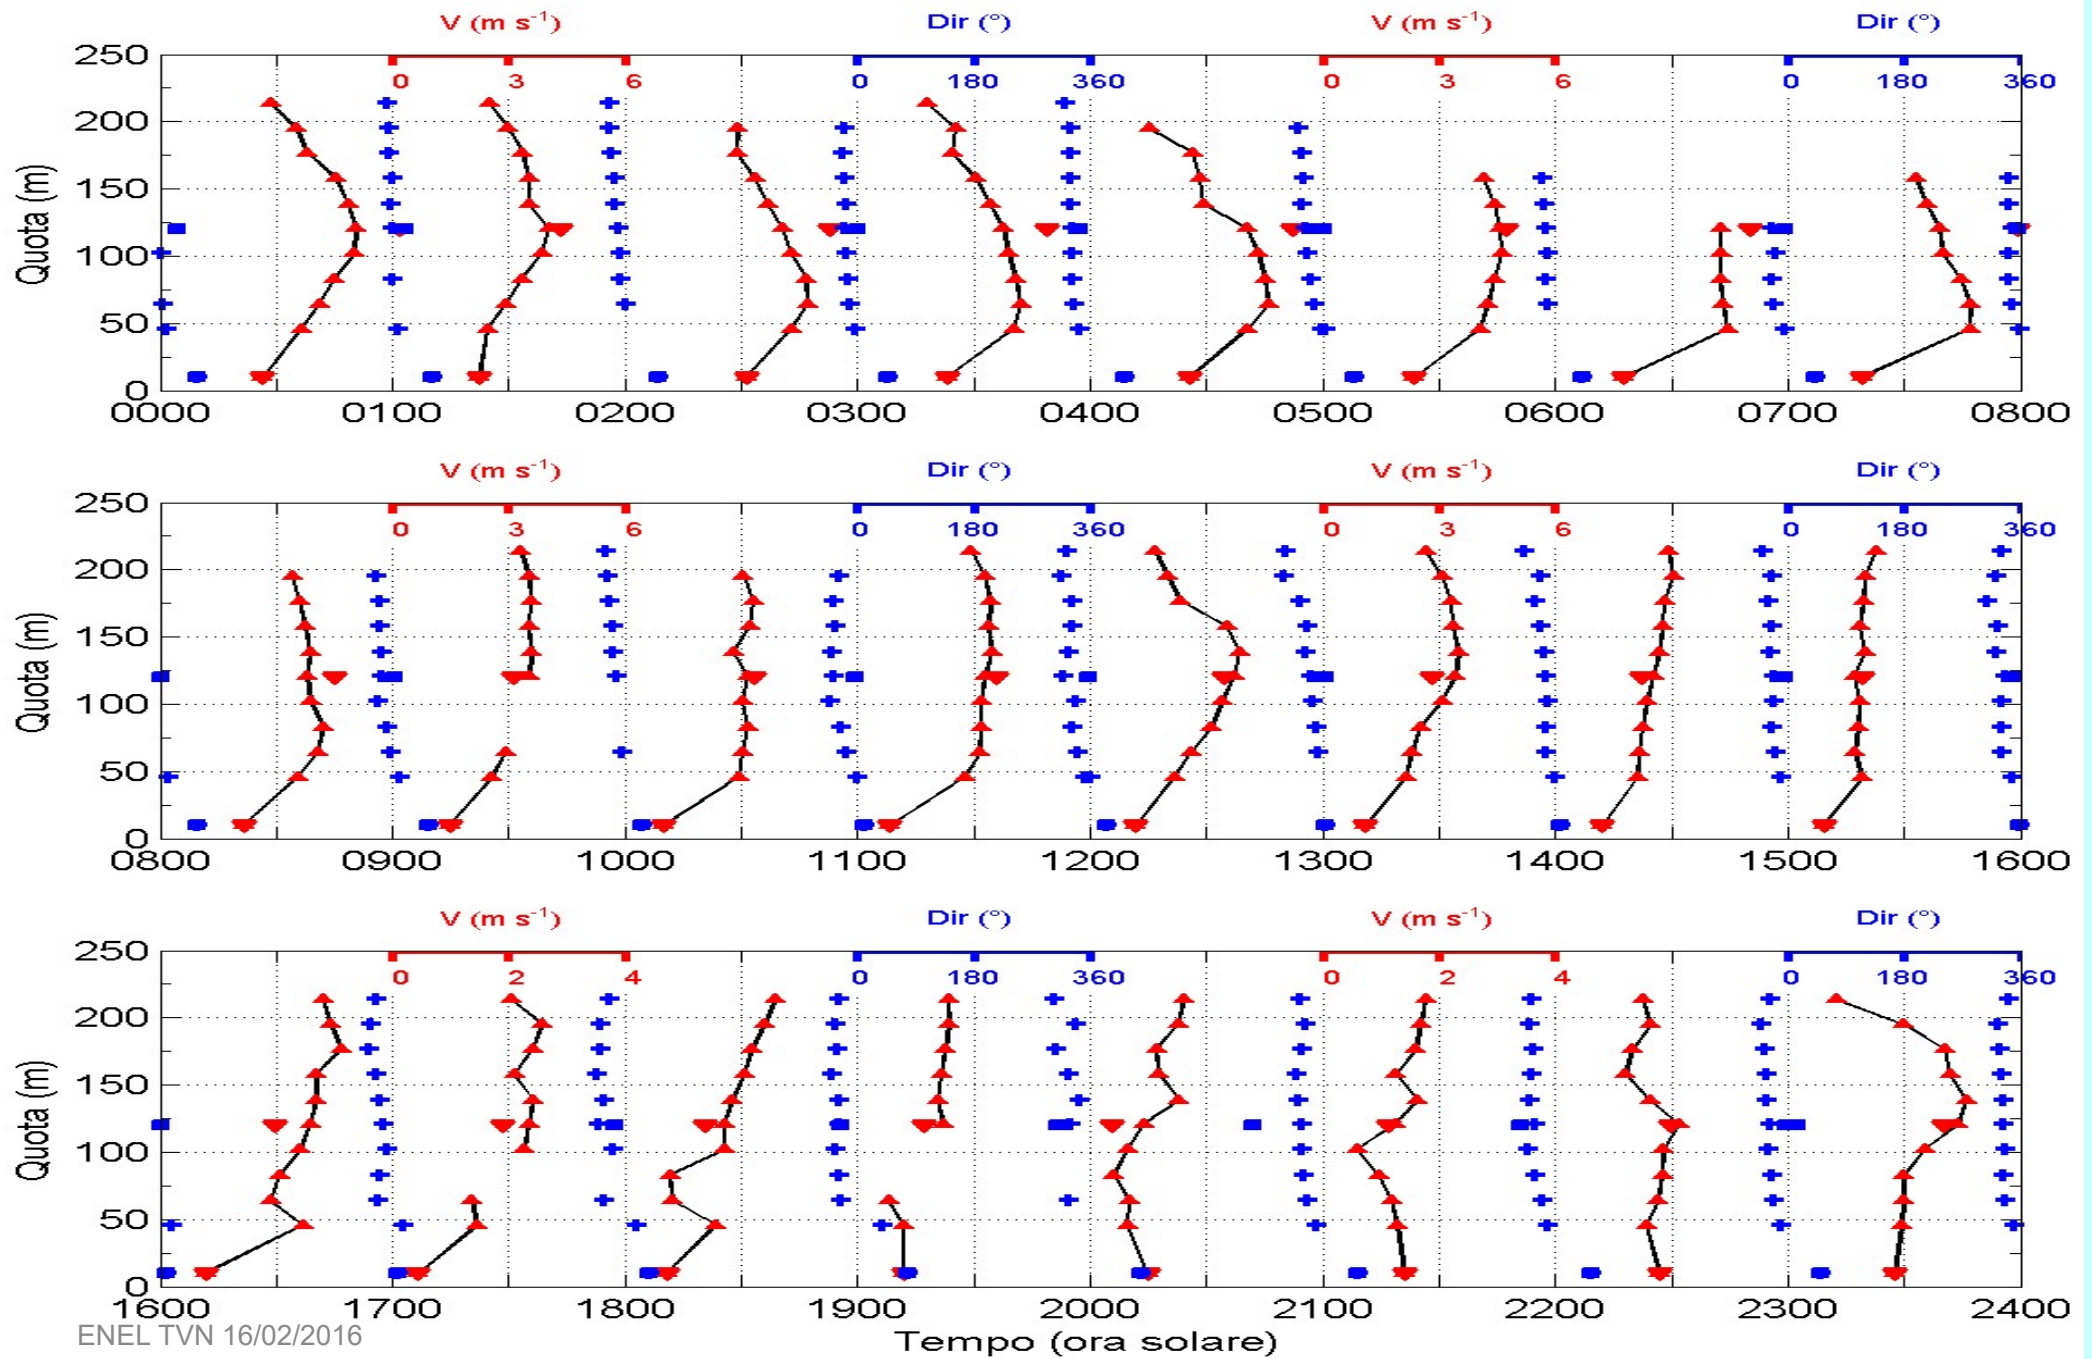 V (m s-1) Dir (°) V (m s-1) Dir (°)
0 3 6 0 180 360 0 3 6 0 180 360
250
200
150
100
50
0
Quota (m)
0000 0100 0200 0300 0400 0500 0600 0700 0800
V (m s-1) Dir (°) V (m s-1) Dir (°)
0 3 6 0 180 360 0 3 6 0 180 360
250
200
150
100
50
0
Quota (m)
0800 0900 1000 1100 1200 1300 1400 1500 1600
V (m s-1) Dir (°) V (m s-1) Dir (°)
0 2 4 0 180 360 0 2 4 0 180 360
250
200
150
100
50
0
Quota (m)
1600 1700 1800 1900 2000 2100 2200 2300 2400
ENEL TVN 16/02/2016
Tempo (ora solare)